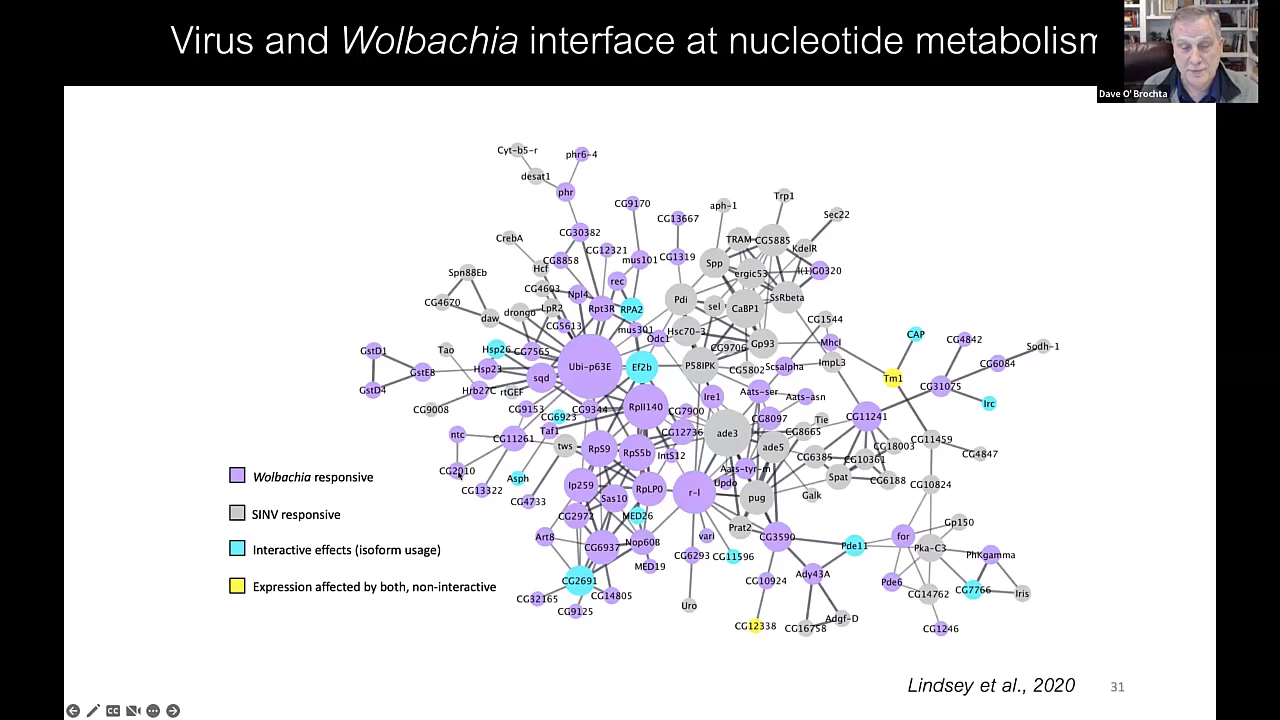 Virus and Wolbachia interface at nucleotide metabolism
Dave O' Brochta
Cyt-b5-r
phr6-4
desat1
phr
CG9170
aph-1
Trp1
CG13667
Sec22
CG30382
CrebA
TRAM
CG5885
CG12321
KdelR
CG8858
mus101
CG1319
Spp
Hcf
ergic53
l(1)G0320
Spn88Eb
rec
CG4603
Npl4
Pdi
SsRbeta
CG4670
LpR2
Rpt3R
RPA2
sel
CaBP1
drongo
daw
CG1544
CG5613
mus301
Hsc70-3
CAP
Odc1
CG4842
Gp93
Mhcl
Spdh-1
CG9706
GstD1
Tao
Hsp26
CG7565
CG6084
Ubi-p63E
Ef2b
P58IPK
CG5802
Scsalpha
ImpL3
GstE8
Hsp23
sqd
Tm1
CG31075
GstD4
Hrb27C
rtGEF
Ire1
Aats-ser
Aats-asn
Irc
CG9008
CG9153
CG9344
RpII140
CG7900
CG6923
CG8097
Tie
CG11241
ntc
Taf1
CG12736
ade3
CG8665
CG11261
tws
RpS9
RpS5b
IntS12
ade5
CG18003
CG11459
CG6385
CG10361
CG4847
CG2010
Aats-tyr-m
Wolbachia responsive
Asph
Ip259
Updo
Spat
CG6188
CG10824
CG13322
RpLP0
r-l
pug
Galk
CG4733
Sas10
SINV responsive
CG2972
MED26
Prat2
Gp150
Art8
vari
CG3590
for
CG6937
Nop60B
Pde11
Pka-C3
Interactive effects (isoform usage)
CG6293
CG11596
PhKgamma
MED19
Ady43A
CG2691
CG10924
Pde6
CG7766
Expression affected by both, non-interactive
CG14762
Iris
CG32165
CG14805
Uro
CG9125
Adgf-D
CG12338
CG16758
CG1246
Lindsey et al., 2020
31